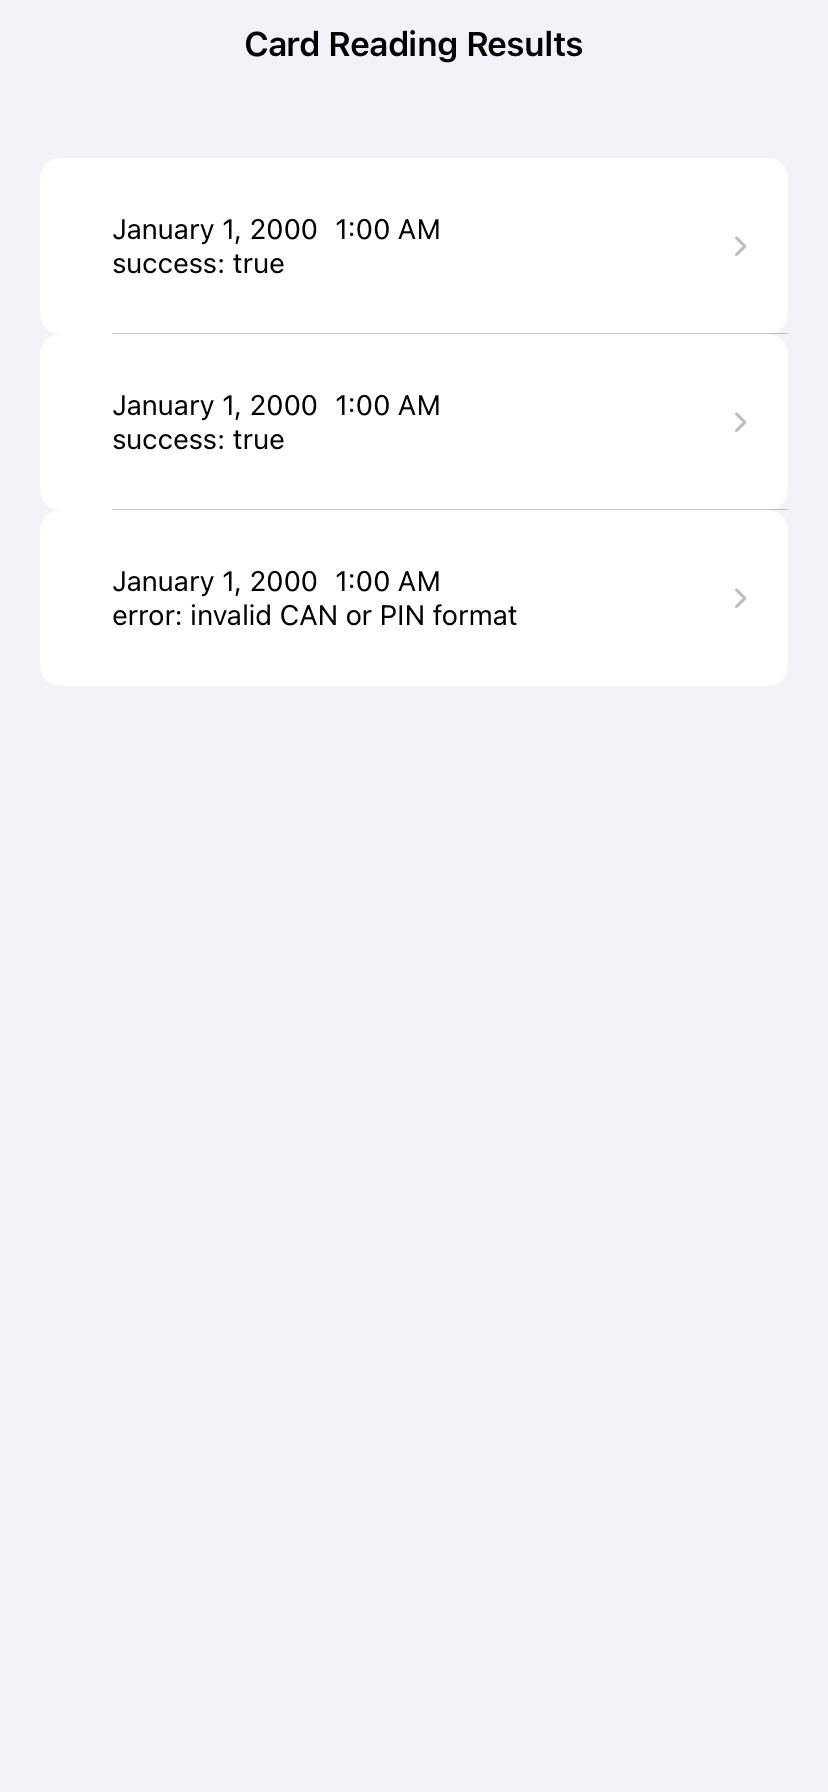 Card Reading Results
January 1, 2000  1:00 AM
success: true
January 1, 2000  1:00 AM
success: true
January 1, 2000  1:00 AM
error: invalid CAN or PIN format